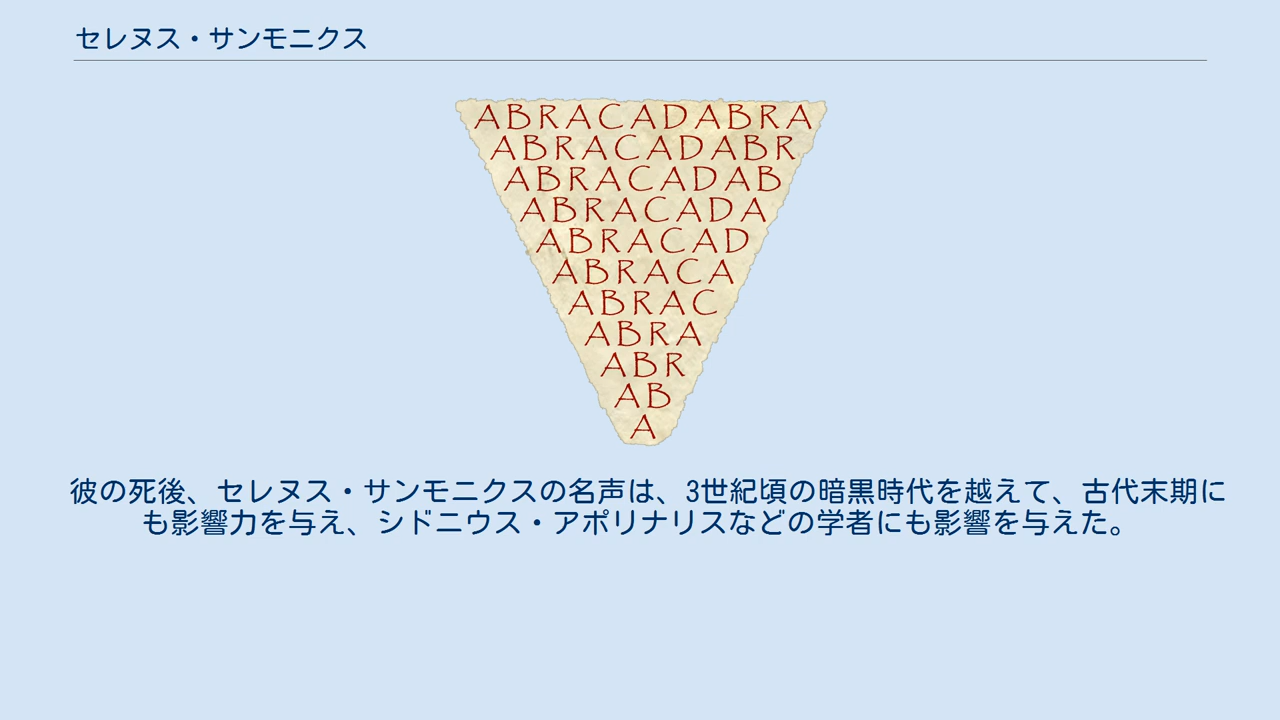 セレヌス・サンモニクス
ABRACADABRA
ABRACADABR
ABRACADAB
ABRACADA
ABRACAD
ABRACA
ABRAC
ABRA
ABR
AB
A
彼の死後、セレヌス・サンモニクスの名声は、3世紀頃の暗黒時代を越えて、古代末期に
も影響力を与え、シドニウス・アポリナリスなどの学者にも影響を与えた。